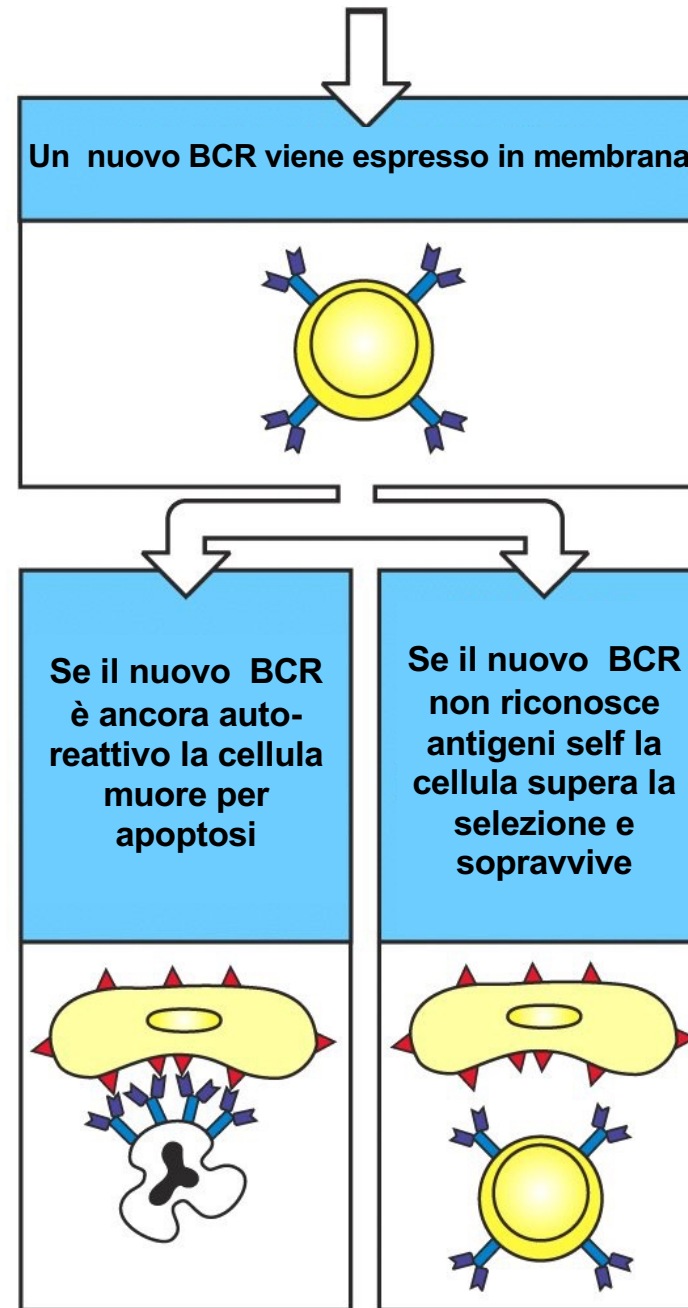 Un nuovo BCR viene espresso in membrana
Se il nuovo BCR
è ancora auto-
reattivo la cellula
muore per
apoptosi
Se il nuovo BCR
non riconosce
antigeni self la
cellula supera la
selezione e
sopravvive